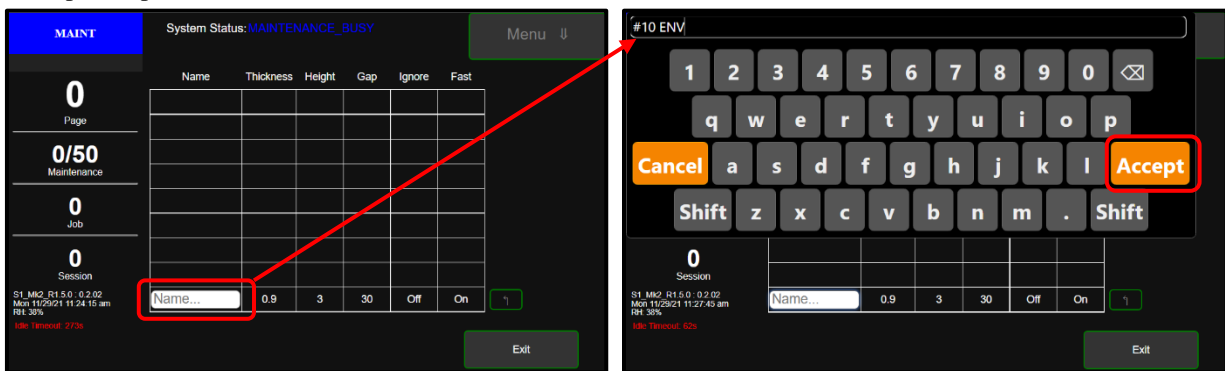 MAINT
System Status:MAINTENANCE_BUSY
Menu ⇓
0
Page
0/50
Maintenance
0
Job
0
Session
S1_Mk2_R1.5.0 : 0.2.02
Mon 11/29/21 11:24:15 am
RH: 38%
Idle Timeout: 273s
Name Thickness Height Gap Ignore Fast
Name... 0.9 3 30 Off On ↰
Exit
#10 ENV
1 2 3 4 5 6 7 8 9 0 ⌫
q w e r t y u i o p
Cancel a s d f g h j k l Accept
Shift z x c v b n m . Shift
0
Session
S1_Mk2_R1.5.0 : 0.2.02
Mon 11/29/21 11:27:45 am
RH: 38%
Idle Timeout: 62s
Name... 0.9 3 30 Off On ↰
Exit